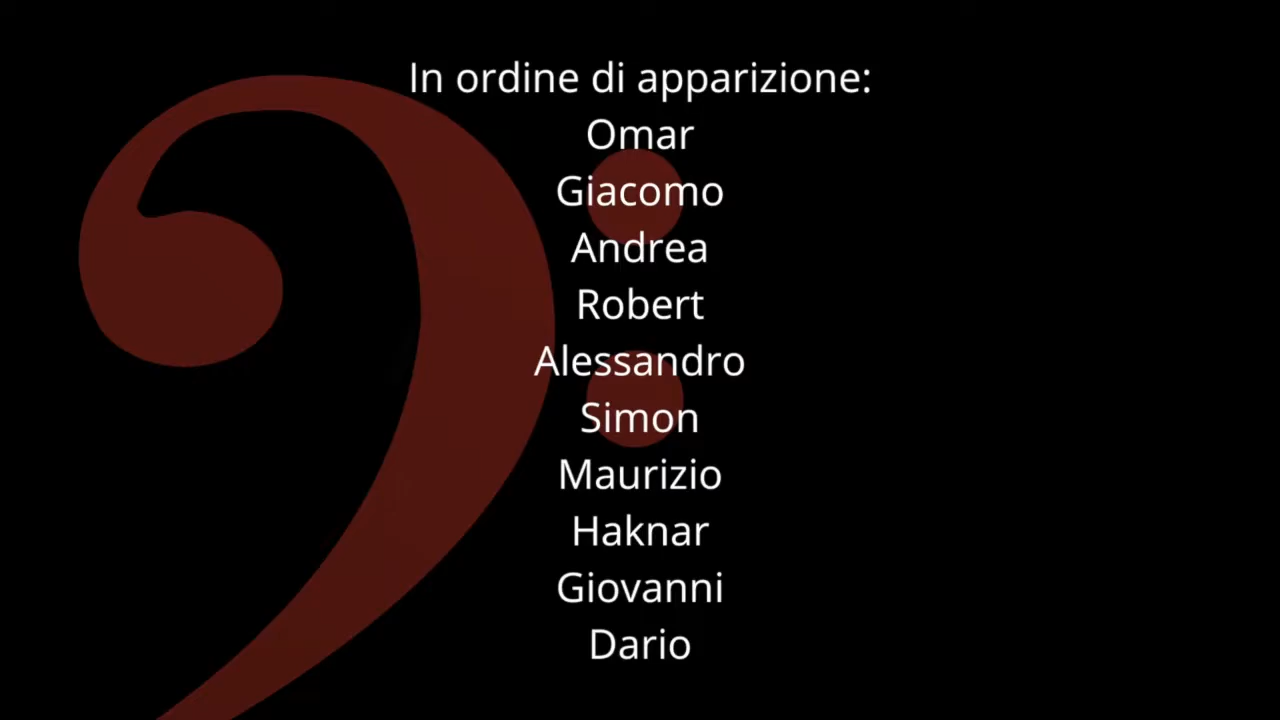 In ordine di apparizione:
Omar
Giacomo
Andrea
Robert
Alessandro
Simon
Maurizio
Haknar
Giovanni
Dario